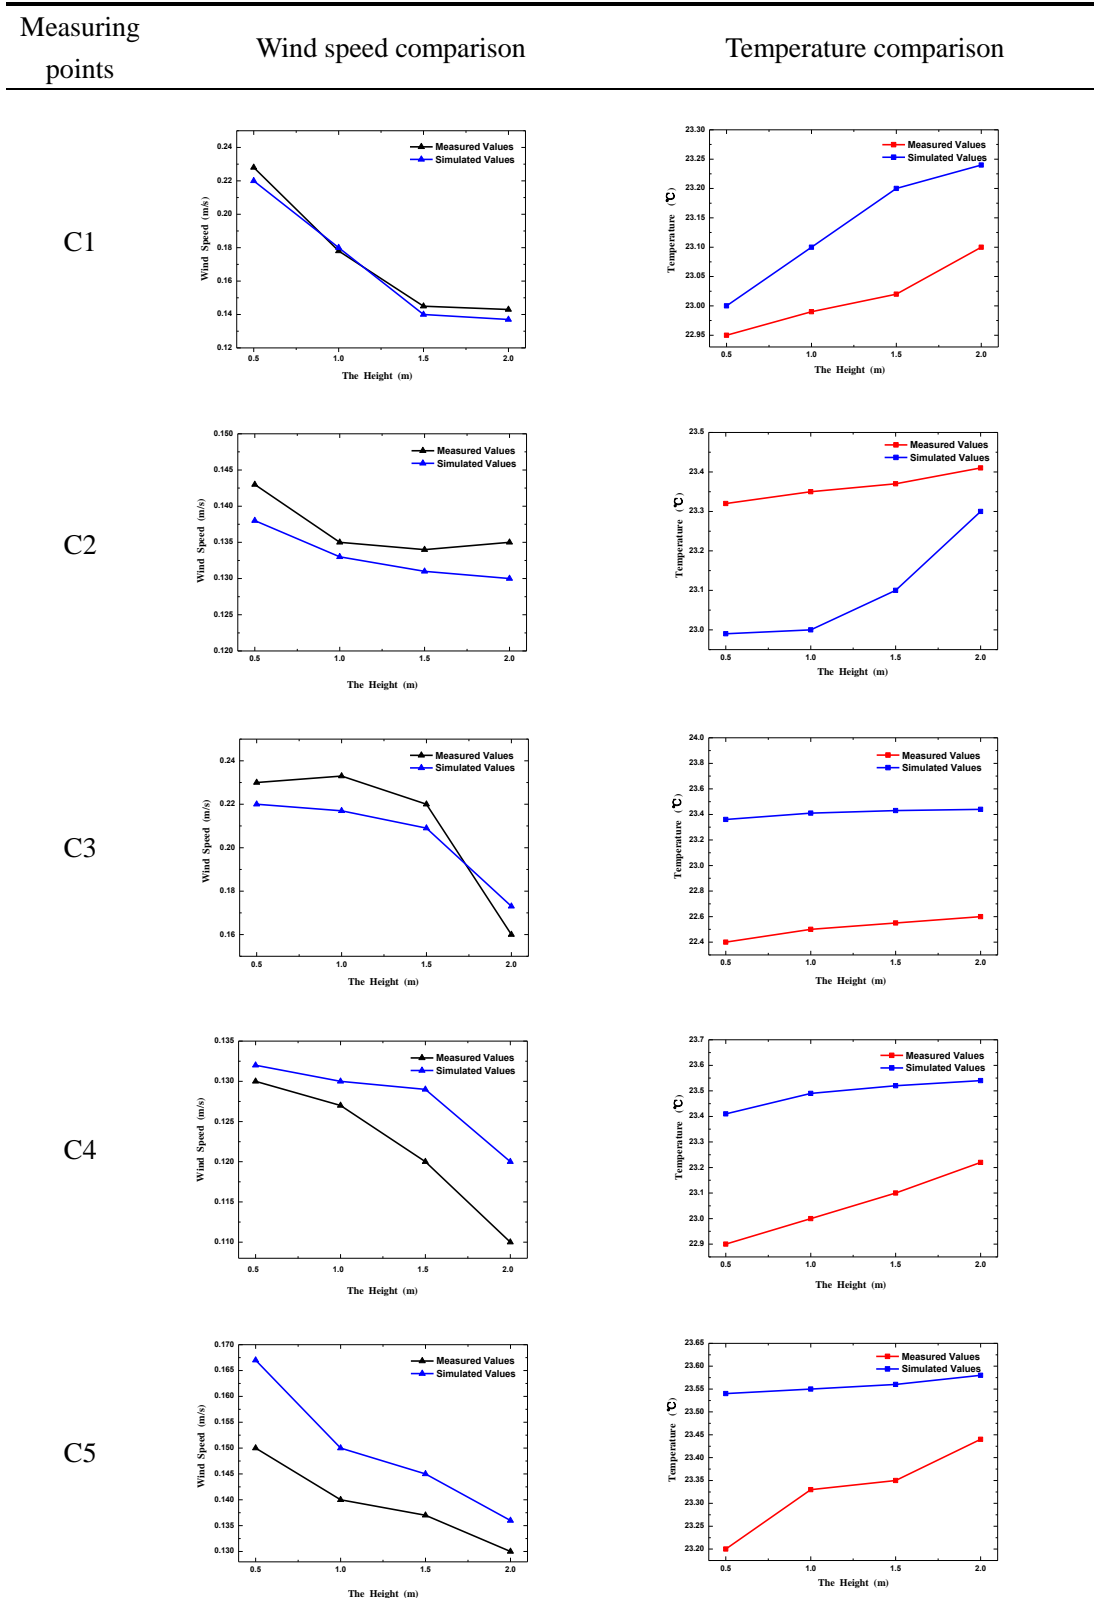 Measuring points
Wind speed comparison
Temperature comparison
C1
0.24
0.22
0.20
0.18
0.16
0.14
0.12
Wind Speed (m/s)
Measured Values
Simulated Values
0.5 1.0 1.5 2.0
The Height (m)
23.30
23.25
23.20
23.15
23.10
23.05
23.00
22.95
Temperature (℃)
Measured Values
Simulated Values
0.5 1.0 1.5 2.0
The Height (m)
C2
0.150
0.145
0.140
0.135
0.130
0.125
0.120
Wind Speed (m/s)
Measured Values
Simulated Values
0.5 1.0 1.5 2.0
The Height (m)
23.5
23.4
23.3
23.2
23.1
23.0
Temperature (℃)
Measured Values
Simulated Values
0.5 1.0 1.5 2.0
The Height (m)
C3
0.24
0.22
0.20
0.18
0.16
Wind Speed (m/s)
Measured Values
Simulated Values
0.5 1.0 1.5 2.0
The Height (m)
24.0
23.8
23.6
23.4
23.2
23.0
22.8
22.6
22.4
Temperature (℃)
Measured Values
Simulated Values
0.5 1.0 1.5 2.0
The Height (m)
C4
0.135
0.130
0.125
0.120
0.115
0.110
Wind Speed (m/s)
Measured Values
Simulated Values
0.5 1.0 1.5 2.0
The Height (m)
23.7
23.6
23.5
23.4
23.3
23.2
23.1
23.0
22.9
Temperature (℃)
Measured Values
Simulated Values
0.5 1.0 1.5 2.0
The Height (m)
C5
0.170
0.165
0.160
0.155
0.150
0.145
0.140
0.135
0.130
Wind Speed (m/s)
Measured Values
Simulated Values
0.5 1.0 1.5 2.0
The Height (m)
23.65
23.60
23.55
23.50
23.45
23.40
23.35
23.30
23.25
23.20
Temperature (℃)
Measured Values
Simulated Values
0.5 1.0 1.5 2.0
The Height (m)